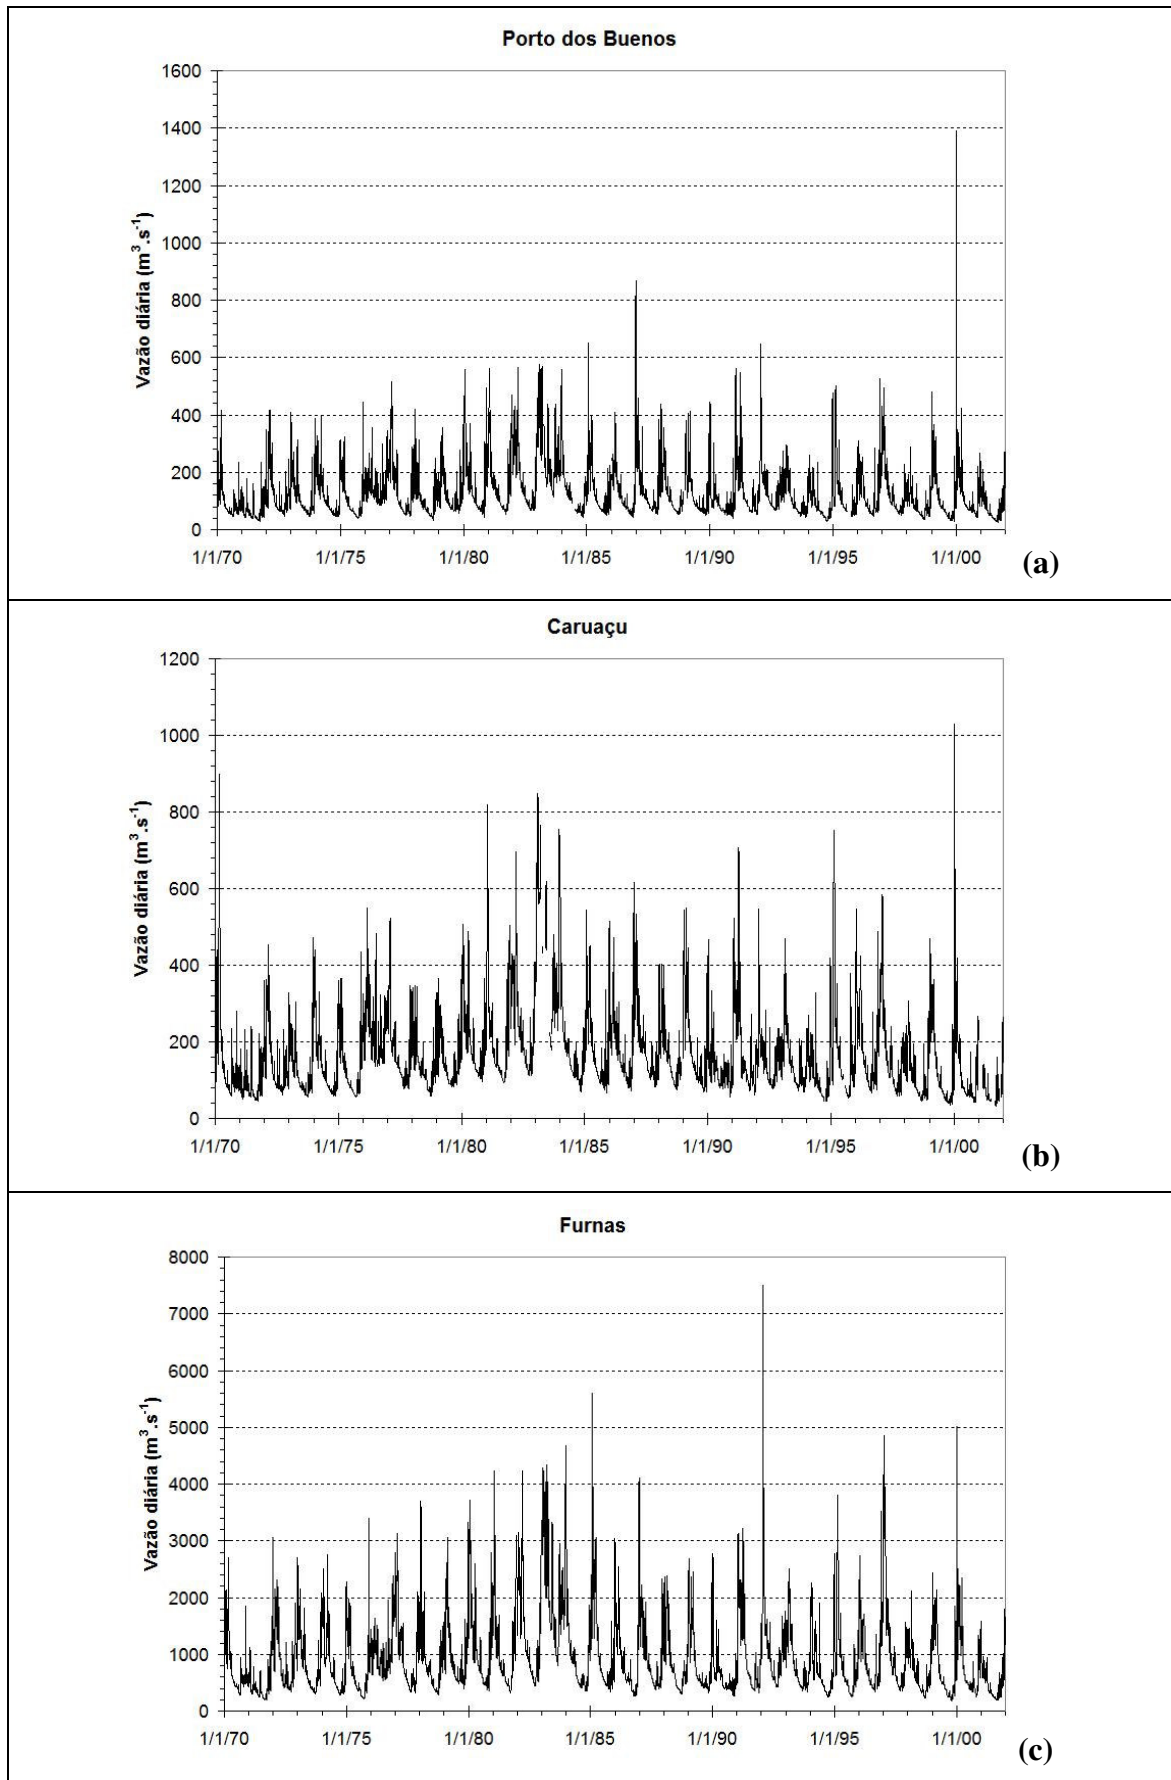 Porto dos Buenos
Vazão diária (m³.s⁻¹)
1600
1400
1200
1000
800
600
400
200
0
1/1/70 1/1/75 1/1/80 1/1/85 1/1/90 1/1/95 1/1/00
(a)
Caruaçu
Vazão diária (m³.s⁻¹)
1200
1000
800
600
400
200
0
1/1/70 1/1/75 1/1/80 1/1/85 1/1/90 1/1/95 1/1/00
(b)
Furnas
Vazão diária (m³.s⁻¹)
8000
7000
6000
5000
4000
3000
2000
1000
0
1/1/70 1/1/75 1/1/80 1/1/85 1/1/90 1/1/95 1/1/00
(c)